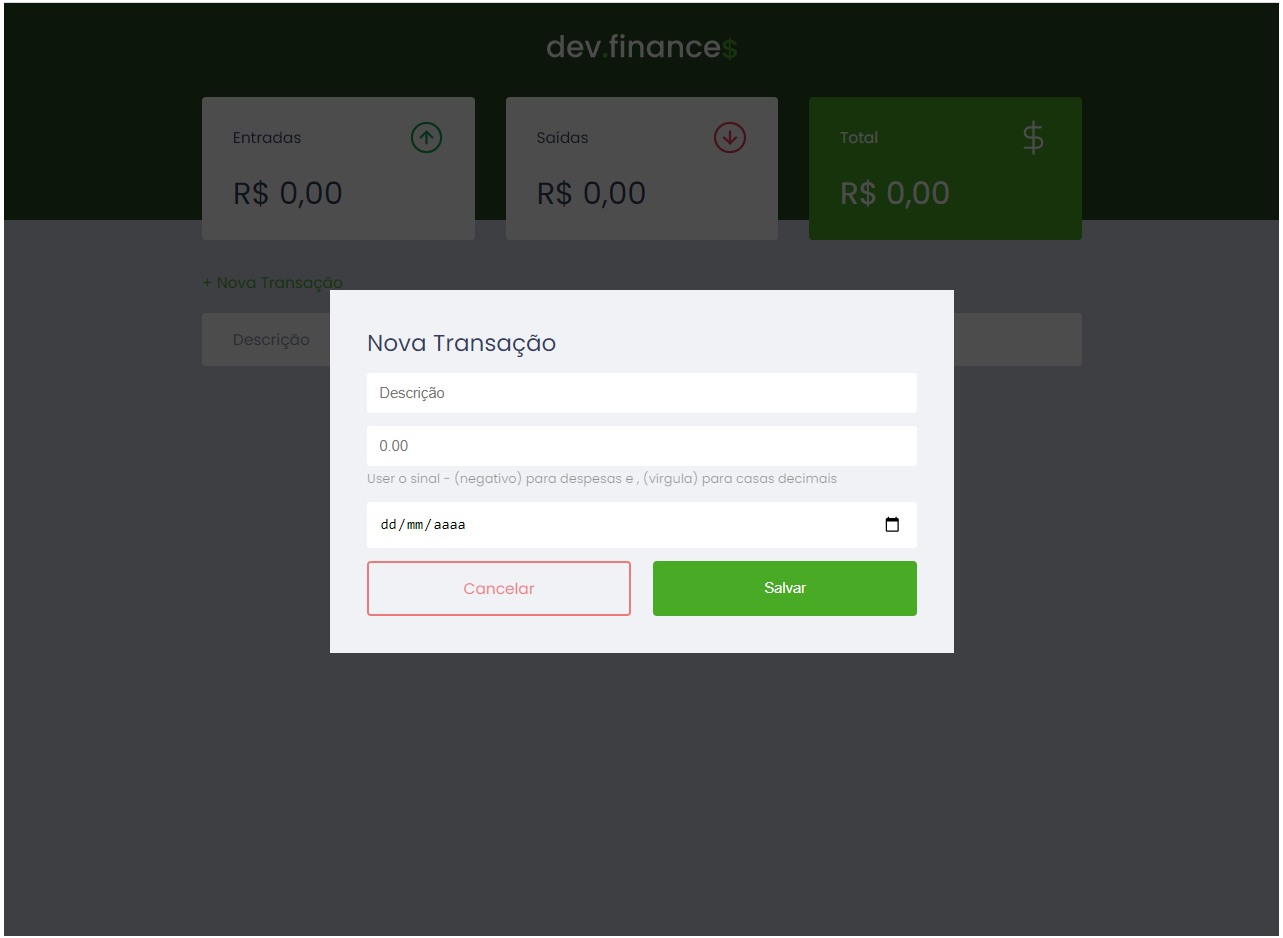 dev.finance$
Entradas
Saídas
Total
R$ 0,00
R$ 0,00
R$ 0,00
+ Nova Transação
Descrição
Nova Transação
Descrição
0.00
User o sinal - (negativo) para despesas e , (vírgula) para casas decimais
dd/mm/aaaa
Cancelar
Salvar